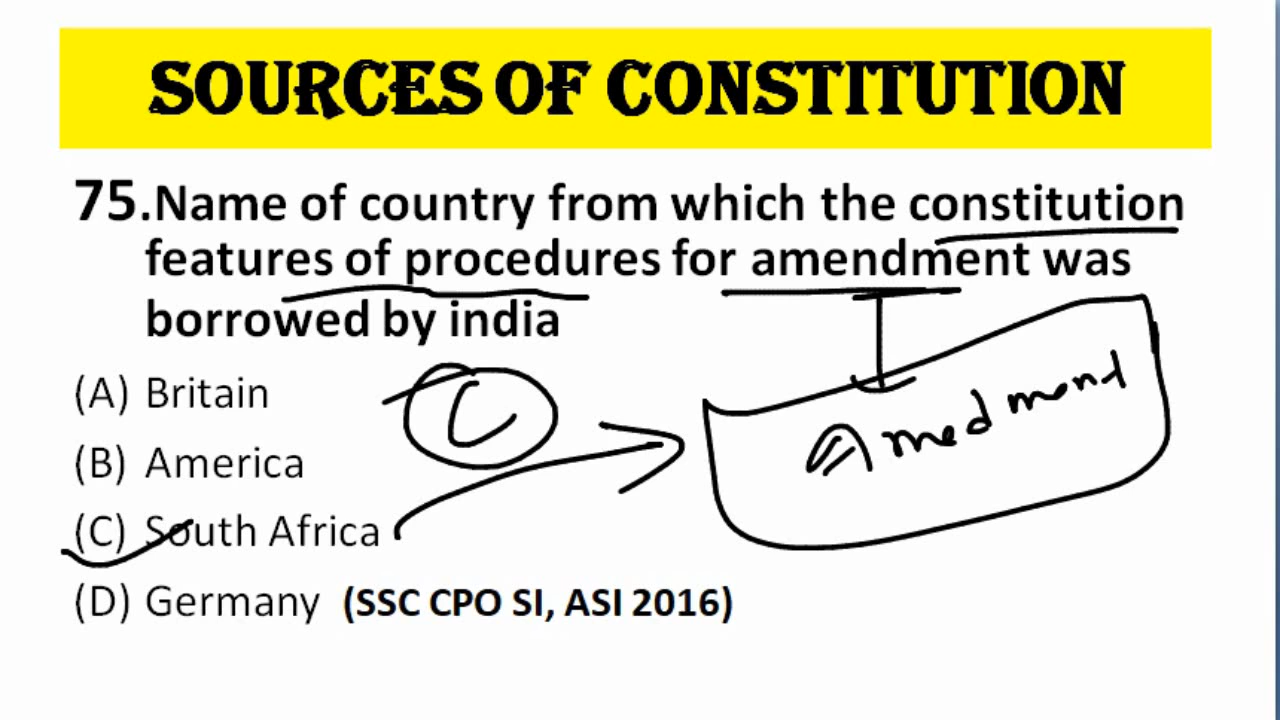 SOURCES OF CONSTITUTION
75.Name of country from which the constitution
features of procedures for amendment was
borrowed by india
(A) Britain
C
(B) America
Amedment
(C) South Africa
(D) Germany (SSC CPO SI, ASI 2016)